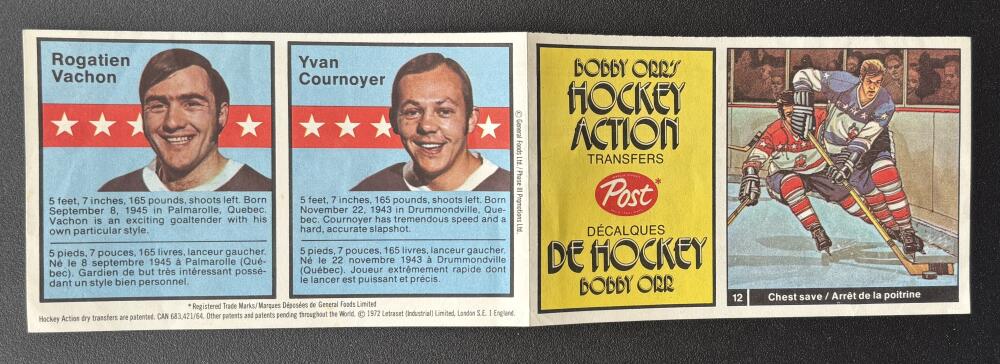 Rogatien
Vachon
5 feet, 7 inches, 165 pounds, shoots left. Born
September 8, 1945 in Palmarolle, Quebec.
Vachon is an exciting goaltender with his
own particular style.
5 pieds, 7 pouces, 165 livres, lanceur gaucher.
Né le 8 septembre 1945 à Palmarolle (Qué-
bec). Gardien de but très intéressant possé-
dant un style bien personnel.
Yvan
Cournoyer
5 feet, 7 inches, 165 pounds, shoots left. Born
November 22, 1943 in Drummondville, Que-
bec. Cournoyer has tremendous speed and a
hard, accurate slapshot.
5 pieds, 7 pouces, 165 livres, lanceur gaucher.
Né le 22 novembre 1943 à Drummondville
(Québec). Joueur extrêmement rapide dont
le lancer est puissant et précis.
* Registered Trade Marks/Marques Déposées de General Foods Limited
Hockey Action dry transfers are patented. CAN 683,421/64. Other patents and patents pending throughout the World. © 1972 Letraset (Industrial) Limited, London S.E. 1 England.
© General Foods Ltd./Phase III Promotions Ltd.
BOBBY ORR'S
HOCKEY
ACTION
TRANSFERS
Post*
DÉCALQUES
DE HOCKEY
BOBBY ORR
12 Chest save / Arrêt de la poitrine